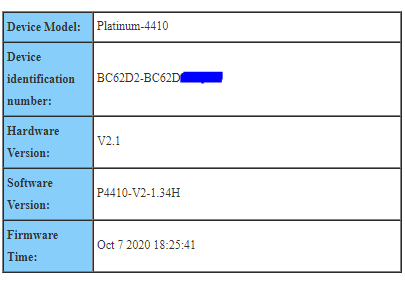 Device Model: Platinum-4410
Device
identification
number:
BC62D2-BC62D
Hardware
Version:
V2.1
Software
Version:
P4410-V2-1.34H
Firmware
Time:
Oct 7 2020 18:25:41